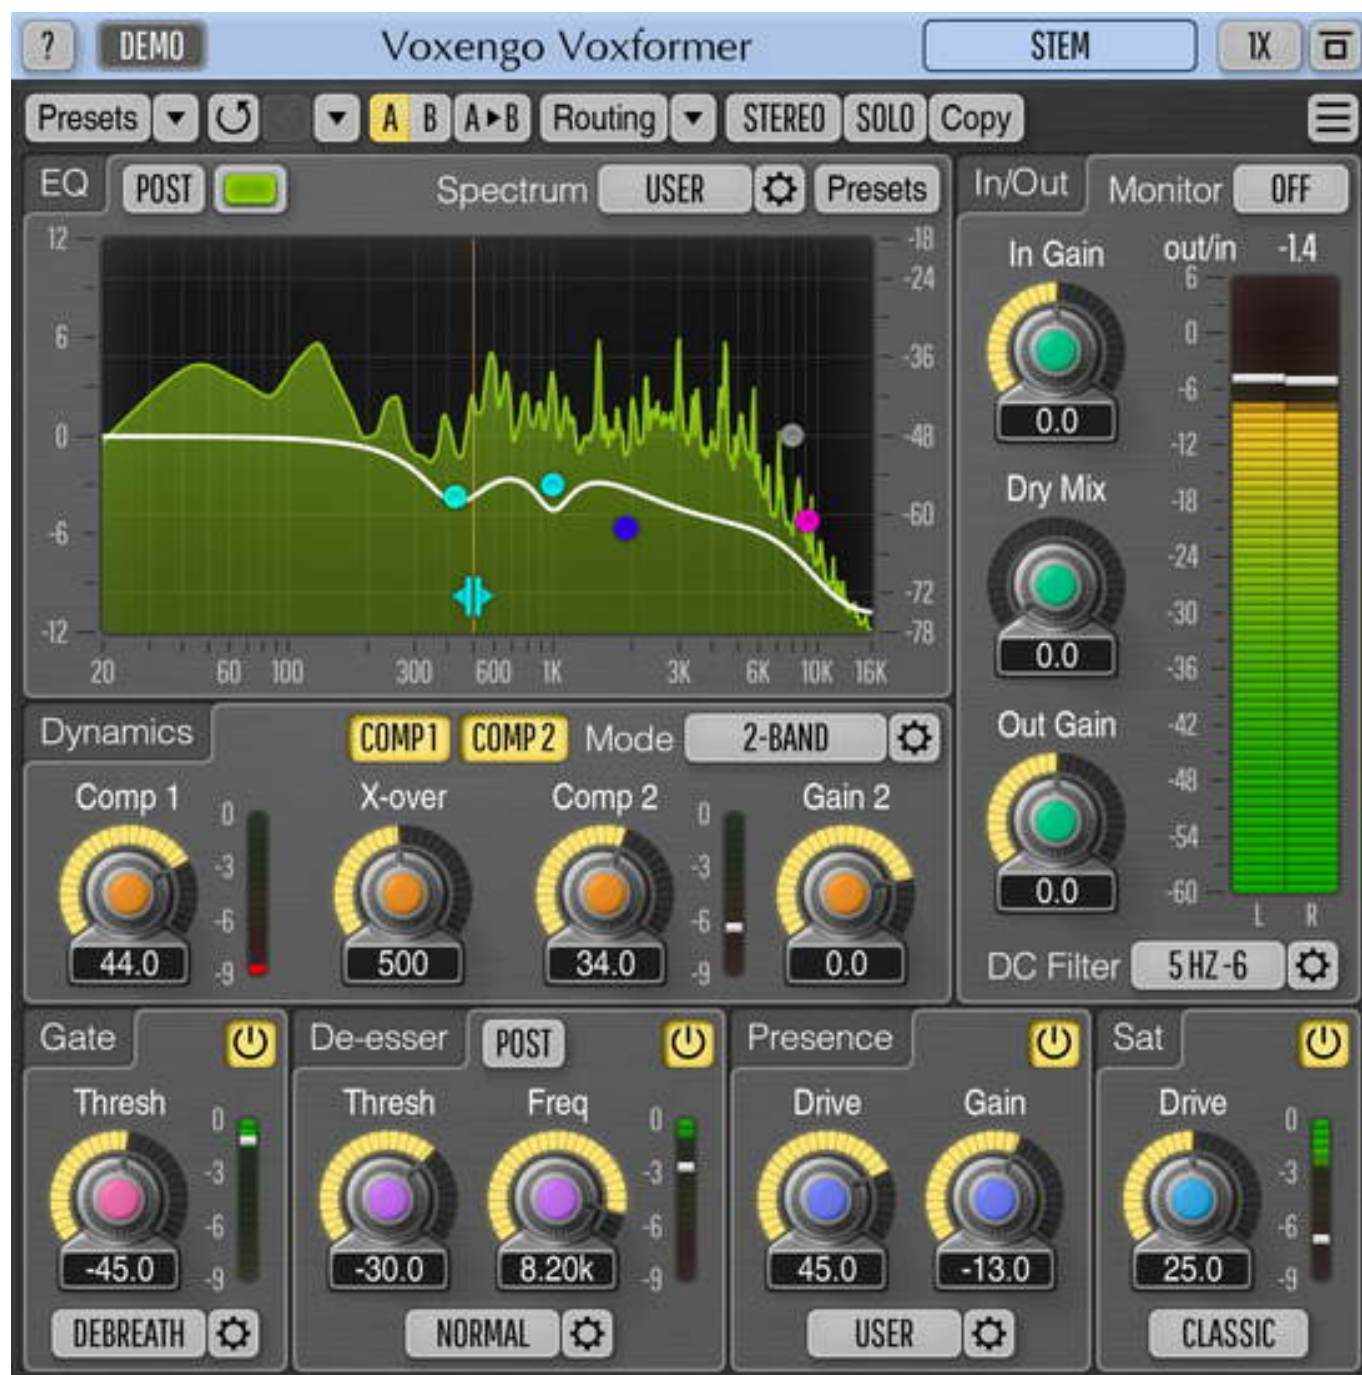 ? DEMO Voxengo Voxformer STEM 1X
Presets A B A▸B Routing STEREO SOLO Copy
EQ POST Spectrum USER Presets
12 6 0 -6 -12
-18 -24 -36 -48 -60 -72 -78
20 60 100 300 600 1K 3K 6K 10K 16K
In/Out Monitor OFF
In Gain out/in -1.4
0.0
Dry Mix
0.0
Out Gain
0.0
6 0 -6 -12 -18 -24 -30 -36 -42 -48 -54 -60
L R
DC Filter 5 HZ -6
Dynamics COMP 1 COMP 2 Mode 2-BAND
Comp 1 X-over Comp 2 Gain 2
0 -3 -6 -9
0 -3 -6 -9
44.0 500 34.0 0.0
Gate
Thresh
0 -3 -6 -9
-45.0
DEBREATH
De-esser POST
Thresh Freq
0 -3 -6 -9
-30.0 8.20k
NORMAL
Presence
Drive Gain
45.0 -13.0
USER
Sat
Drive
0 -3 -6 -9
25.0
CLASSIC